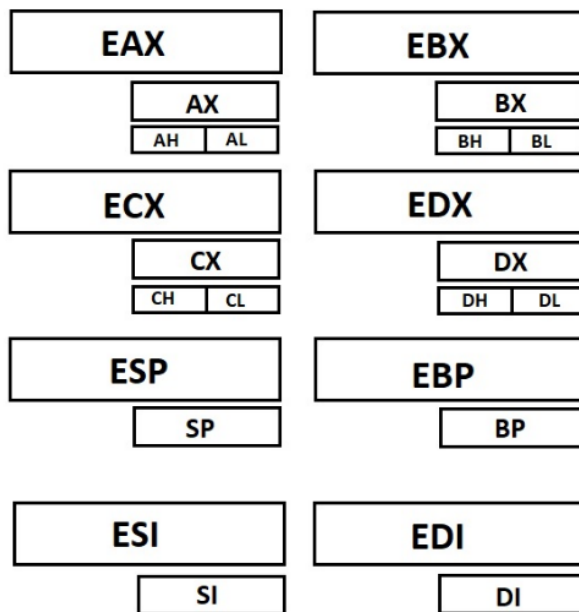 EAX EBX
AX BX
AH AL BH BL
ECX EDX
CX DX
CH CL DH DL
ESP EBP
SP BP
ESI EDI
SI DI